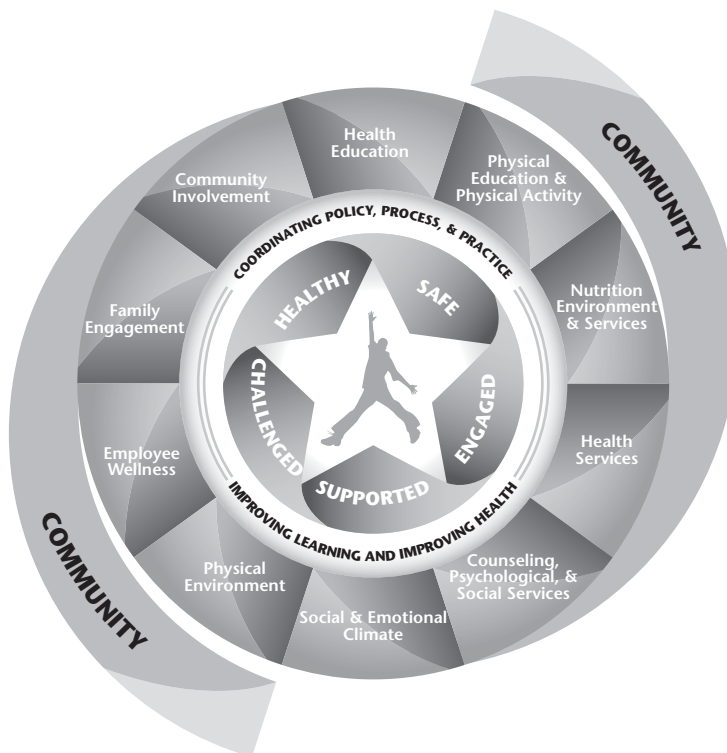 COMMUNITY
Health
Education
Physical
Education &
Physical Activity
Nutrition
Environment
& Services
Health
Services
Counseling,
Psychological, &
Social Services
Social & Emotional
Climate
Physical
Environment
Employee
Wellness
Family
Engagement
Community
Involvement
COORDINATING POLICY, PROCESS, & PRACTICE
IMPROVING LEARNING AND IMPROVING HEALTH
HEALTHY
SAFE
ENGAGED
SUPPORTED
CHALLENGED
COMMUNITY